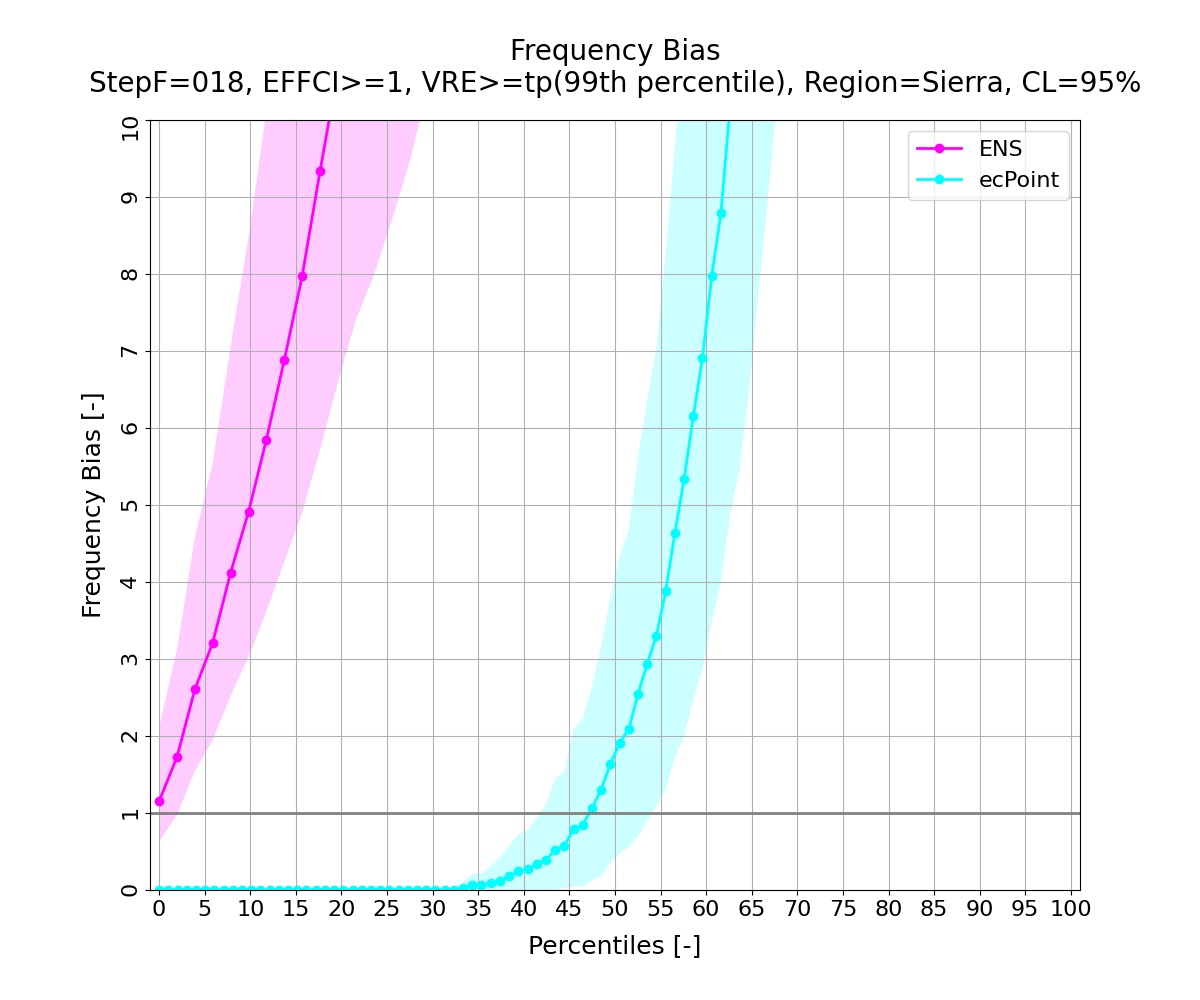 Frequency Bias
StepF=018, EFFCI>=1, VRE>=tp(99th percentile), Region=Sierra, CL=95%
ENS
ecPoint
Frequency Bias [-]
10
9
8
7
6
5
4
3
2
1
0
0 5 10 15 20 25 30 35 40 45 50 55 60 65 70 75 80 85 90 95 100
Percentiles [-]